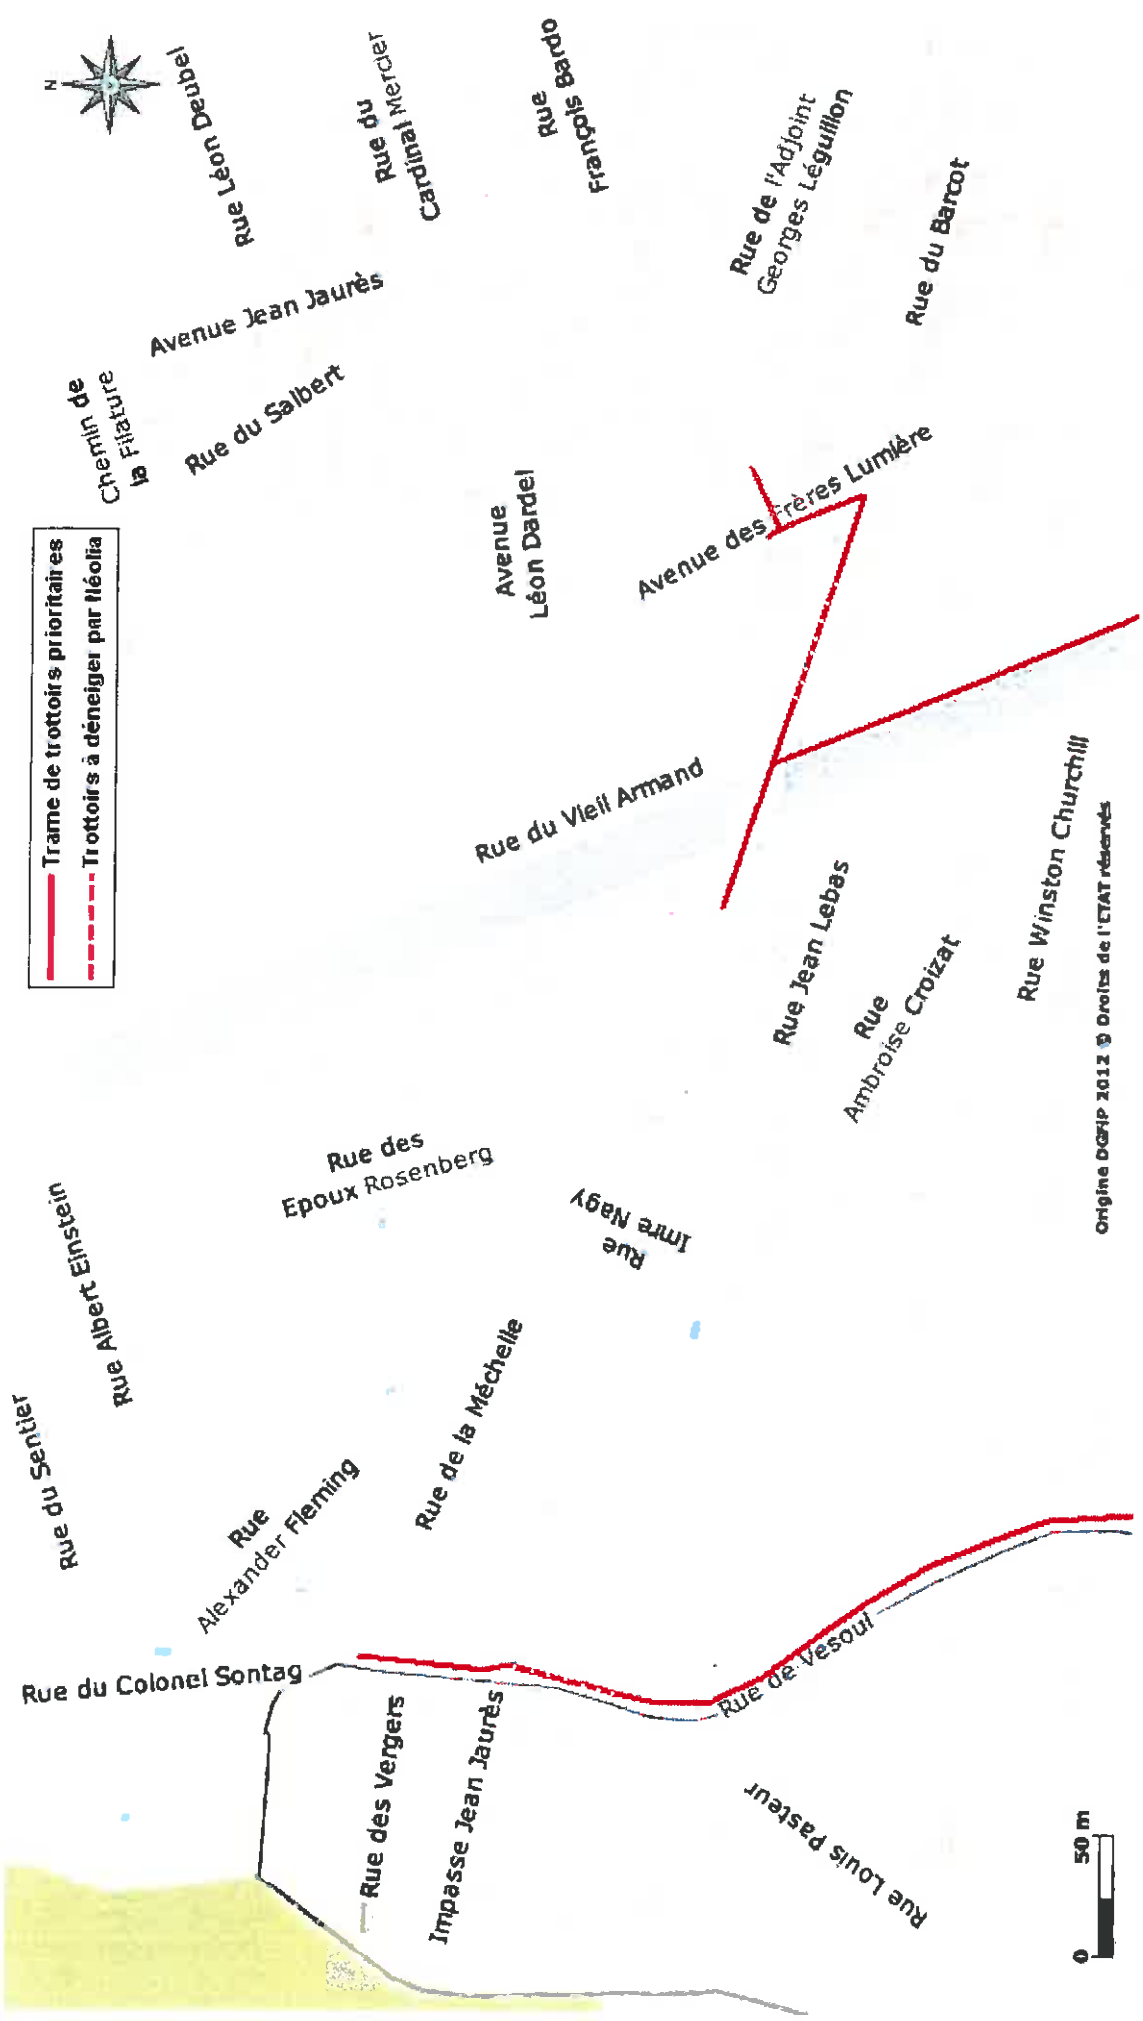 N
Rue Léon Deubel
Rue du
Cardinal Mercier
Rue
François Bardo
Rue de l'Adjoint
Georges Léguillon
Rue du Barcot
Avenue Jean Jaurès
Chemin de
la Filature
Rue du Salbert
Avenue
Léon Dardel
Avenue des Frères Lumière
Trame de trottoirs prioritaires
Trottoirs à déneiger par Néolia
Rue du Vieil Armand
Rue Jean Lebas
Rue
Ambroise Croizat
Rue Winston Churchill
Origine DGFiP 2012 © Droits de l'ETAT réservés
Rue des
Epoux Rosenberg
Rue
Imre Nagy
Rue Albert Einstein
Rue du Sentier
Rue
Alexander Fleming
Rue de la Méchelle
Rue du Colonel Sontag
Rue des Vergers
Impasse Jean Jaurès
Rue de Vesoul
Rue Louis Pasteur
0 50 m